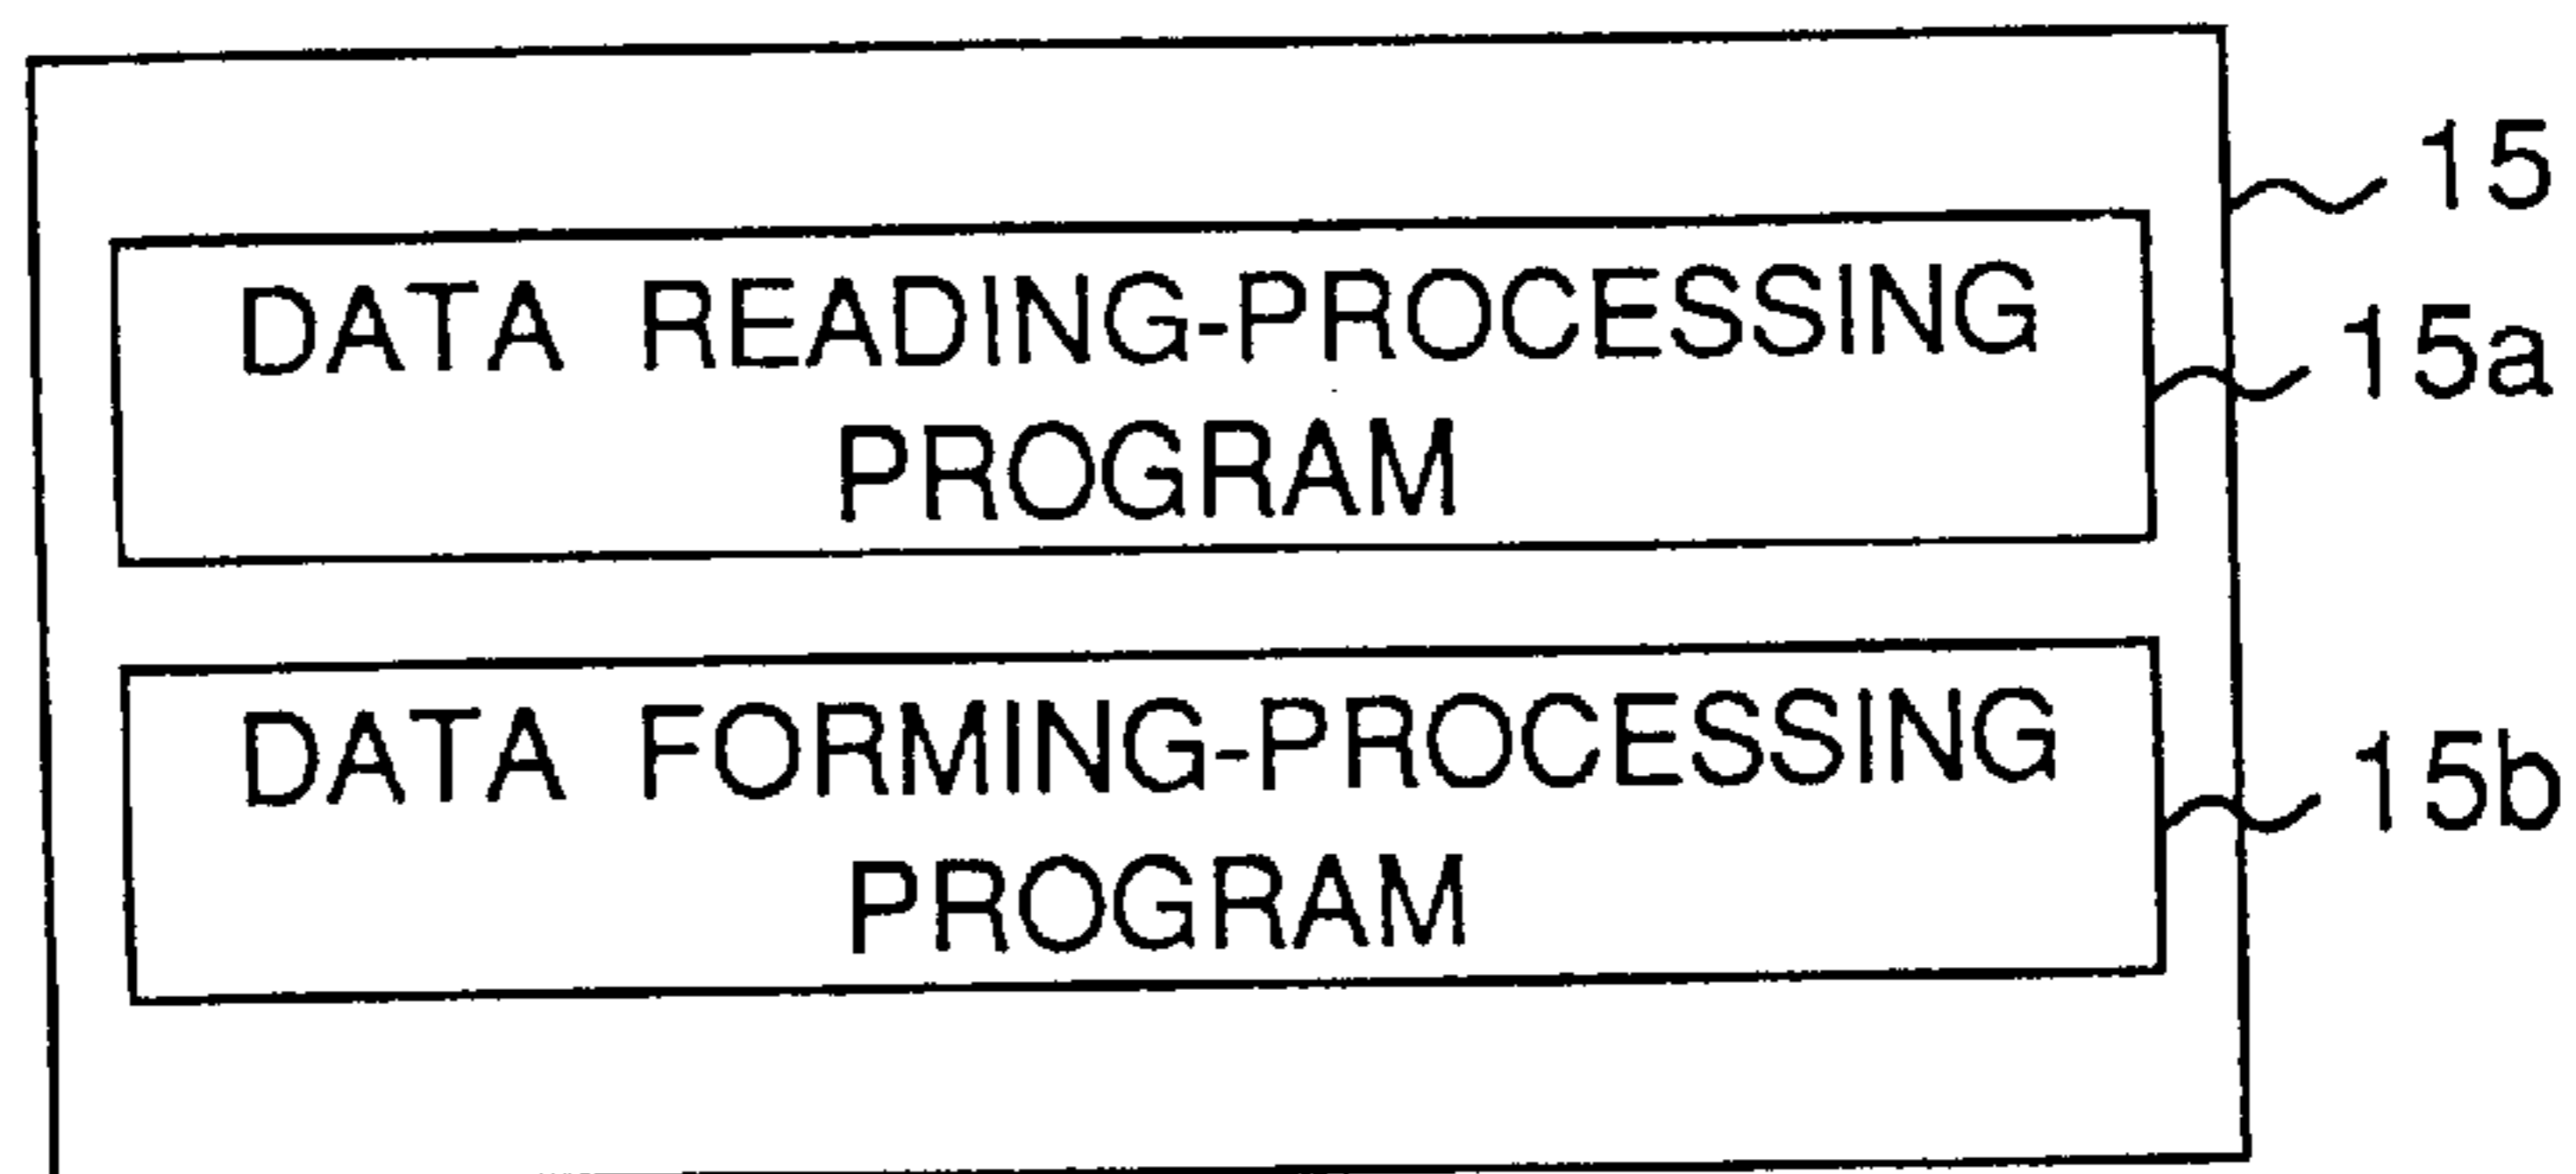 15
DATA READING-PROCESSING
PROGRAM
15a
DATA FORMING-PROCESSING
PROGRAM
15b